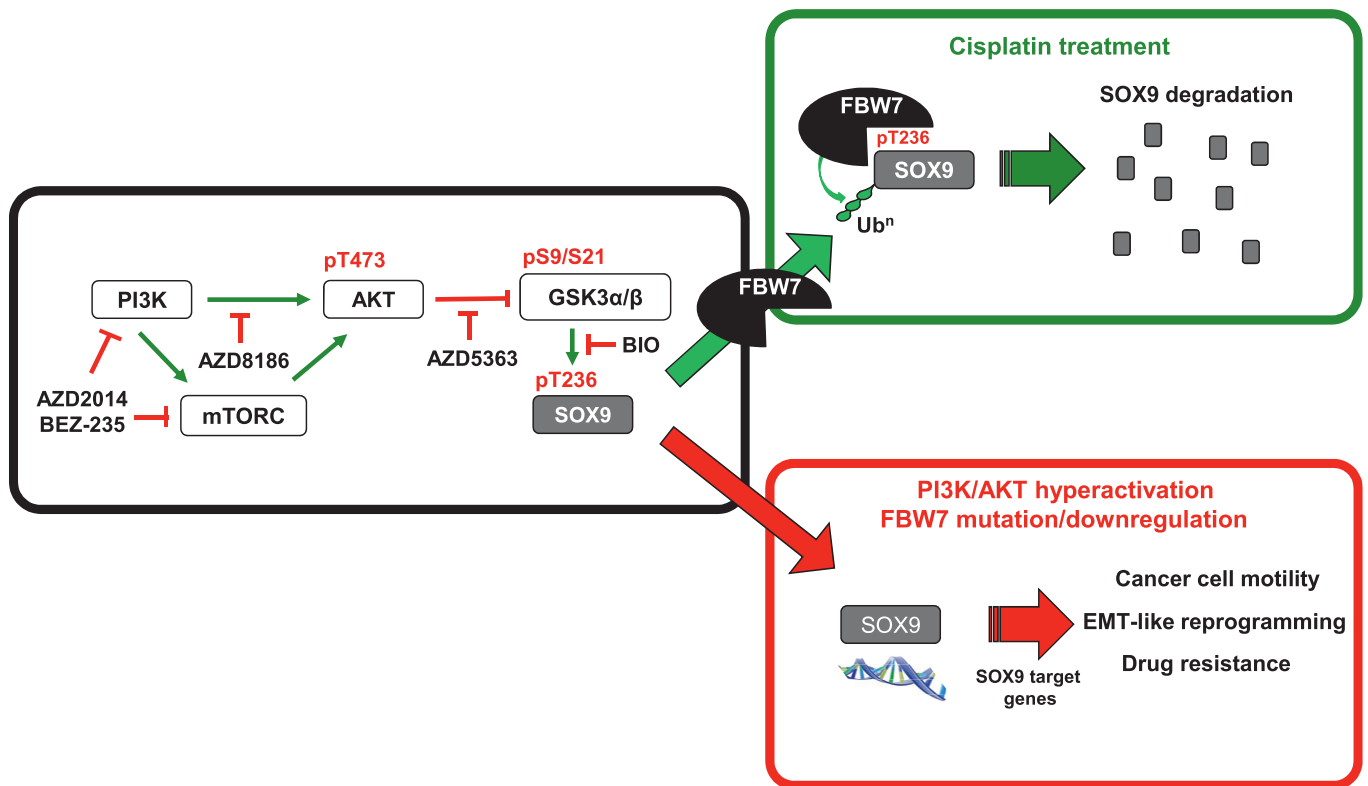 pT473
pS9/S21
PI3K
AKT
GSK3α/β
AZD8186
AZD5363
BIO
AZD2014
BEZ-235
mTORC
pT236
SOX9
FBW7
Cisplatin treatment
FBW7
pT236
SOX9
Ubⁿ
SOX9 degradation
PI3K/AKT hyperactivation
FBW7 mutation/downregulation
SOX9
SOX9 target
genes
Cancer cell motility
EMT-like reprogramming
Drug resistance